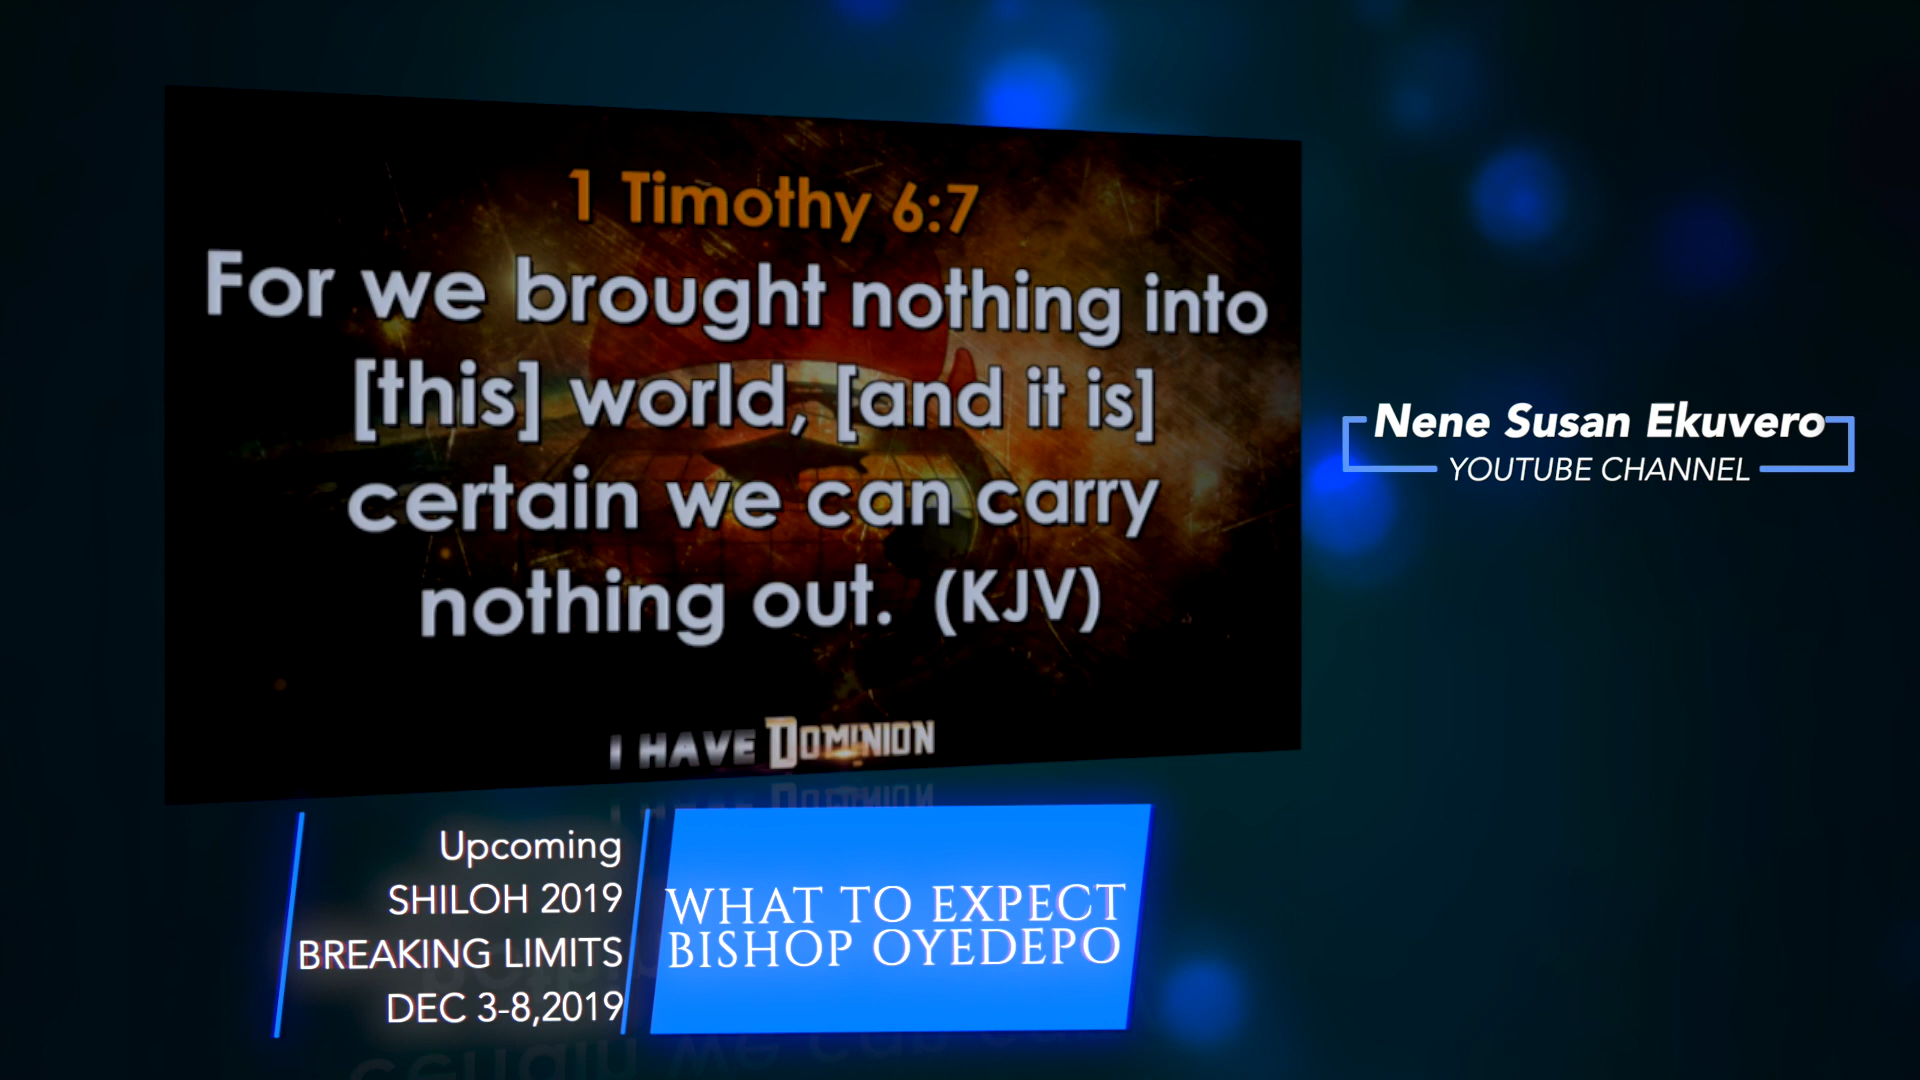 1 Timothy 6:7
For we brought nothing into
[this] world, [and it is]
certain we can carry
nothing out. (KJV)
I HAVE DOMINION
Nene Susan Ekuvero
YOUTUBE CHANNEL
Upcoming
SHILOH 2019
BREAKING LIMITS
DEC 3-8,2019
WHAT TO EXPECT
BISHOP OYEDEPO